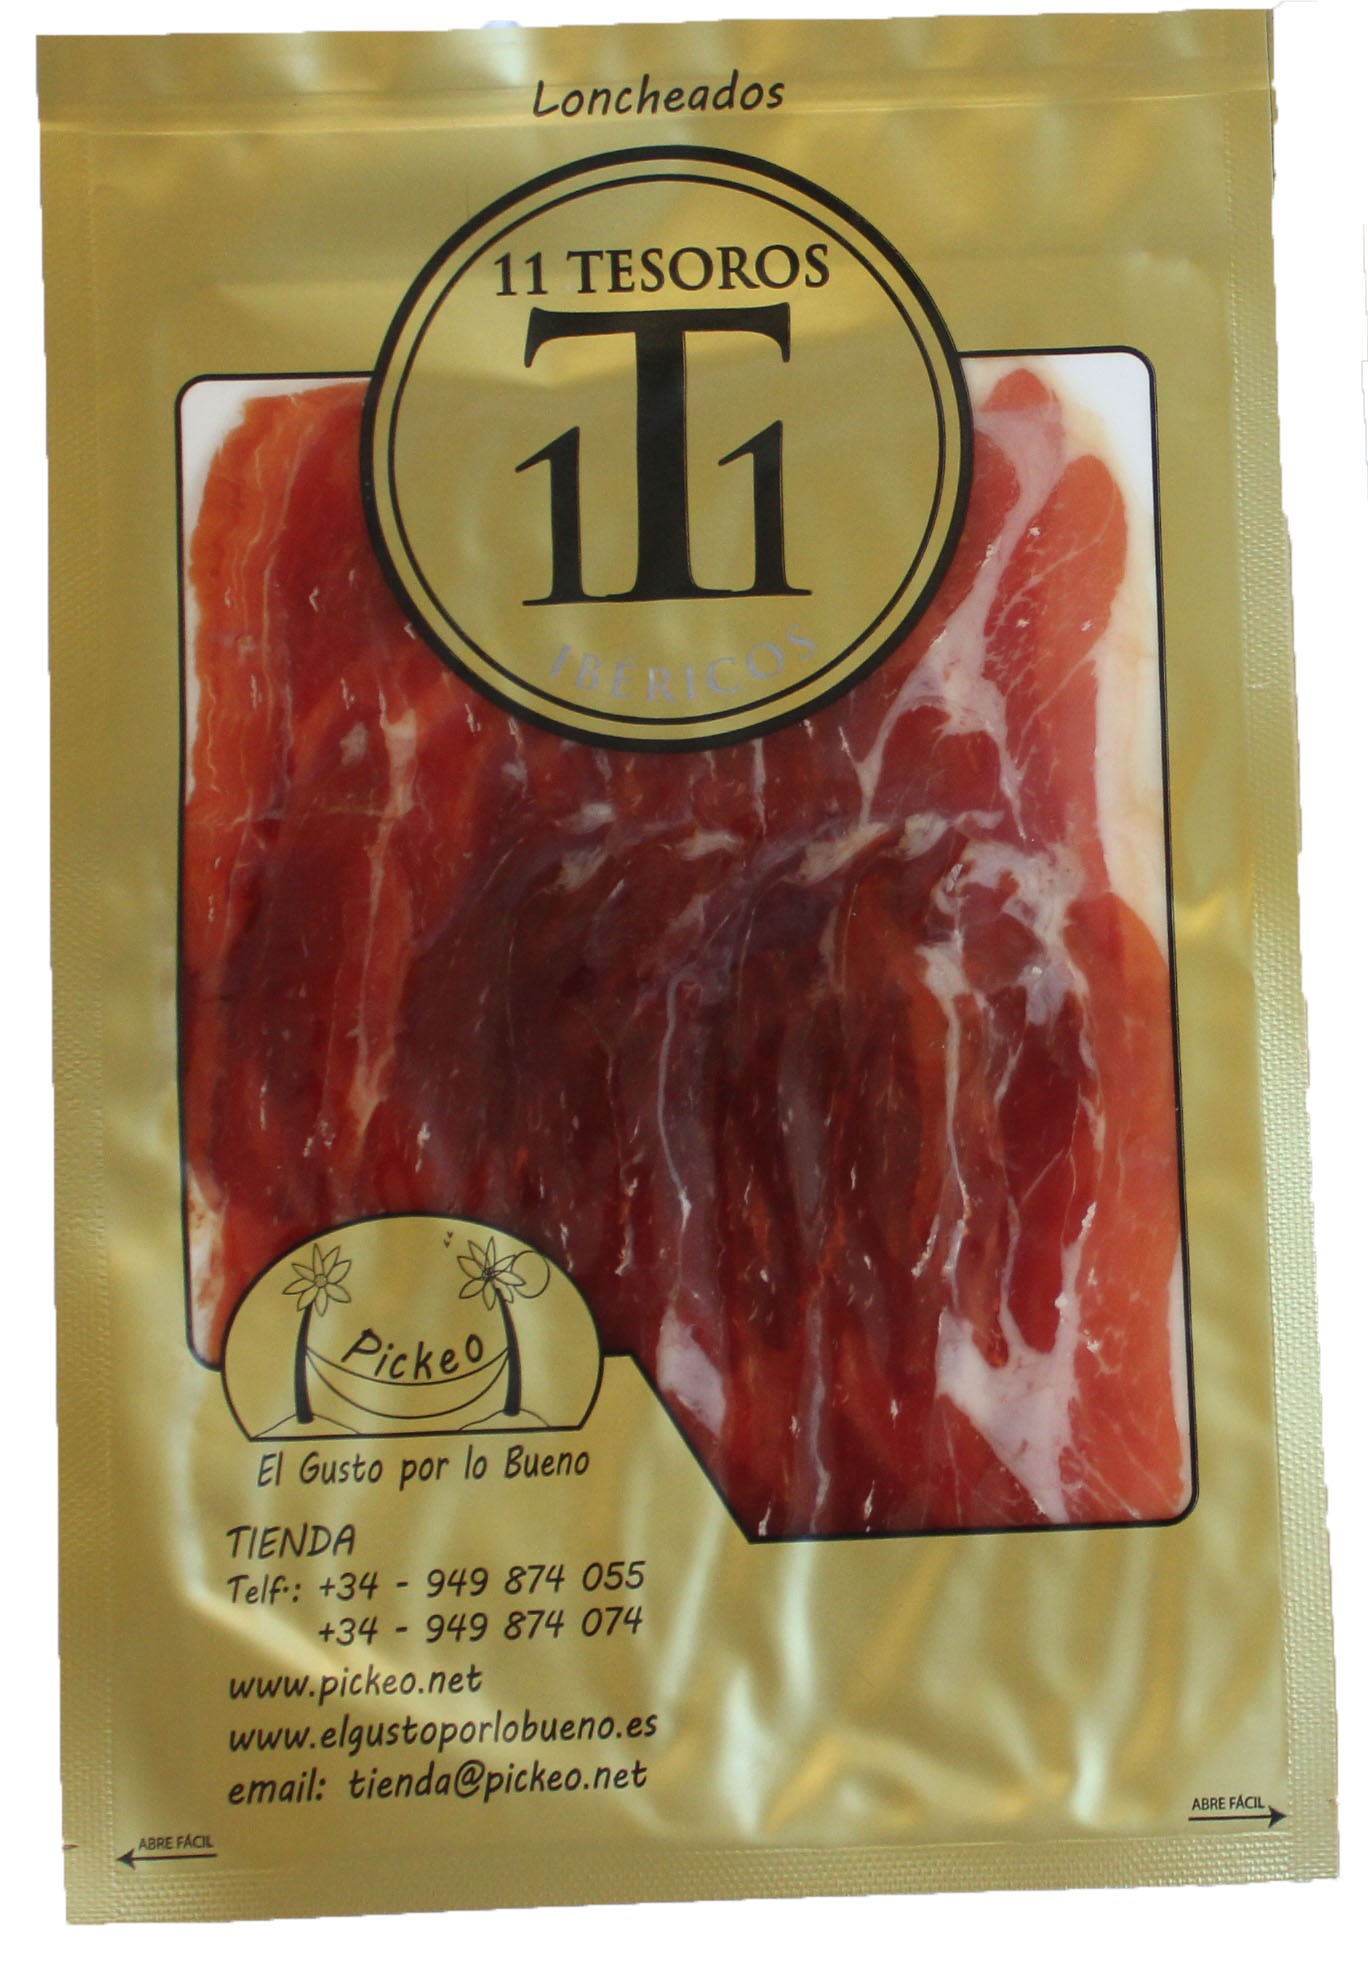 Loncheados
11 TESOROS
1T1
IBÉRICOS
PickeO
El Gusto por lo Bueno
TIENDA
Telf·: +34 - 949 874 055
+34 - 949 874 074
www.pickeo.net
www.elgustoporlobueno.es
email: tienda@pickeo.net
ABRE FÁCIL
ABRE FÁCIL